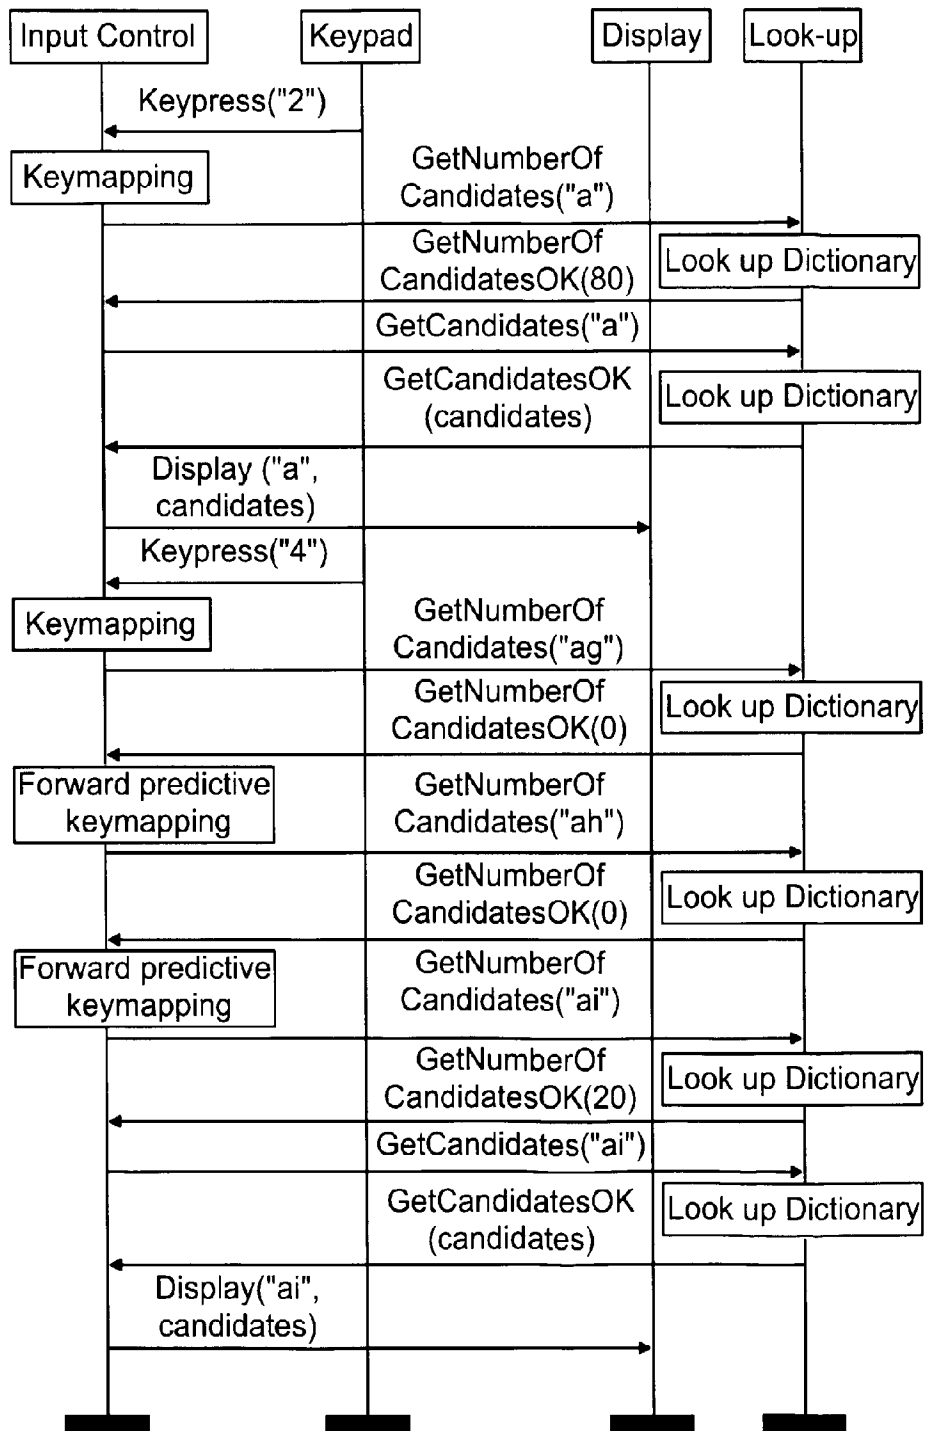 Input Control
Keypad
Display
Look-up
Keypress("2")
Keymapping
GetNumberOf
Candidates("a")
GetNumberOf
CandidatesOK(80)
Look up Dictionary
GetCandidates("a")
GetCandidatesOK
(candidates)
Look up Dictionary
Display ("a",
candidates)
Keypress("4")
Keymapping
GetNumberOf
Candidates("ag")
GetNumberOf
CandidatesOK(0)
Look up Dictionary
Forward predictive
keymapping
GetNumberOf
Candidates("ah")
GetNumberOf
CandidatesOK(0)
Look up Dictionary
Forward predictive
keymapping
GetNumberOf
Candidates("ai")
GetNumberOf
CandidatesOK(20)
Look up Dictionary
GetCandidates("ai")
GetCandidatesOK
(candidates)
Look up Dictionary
Display("ai",
candidates)